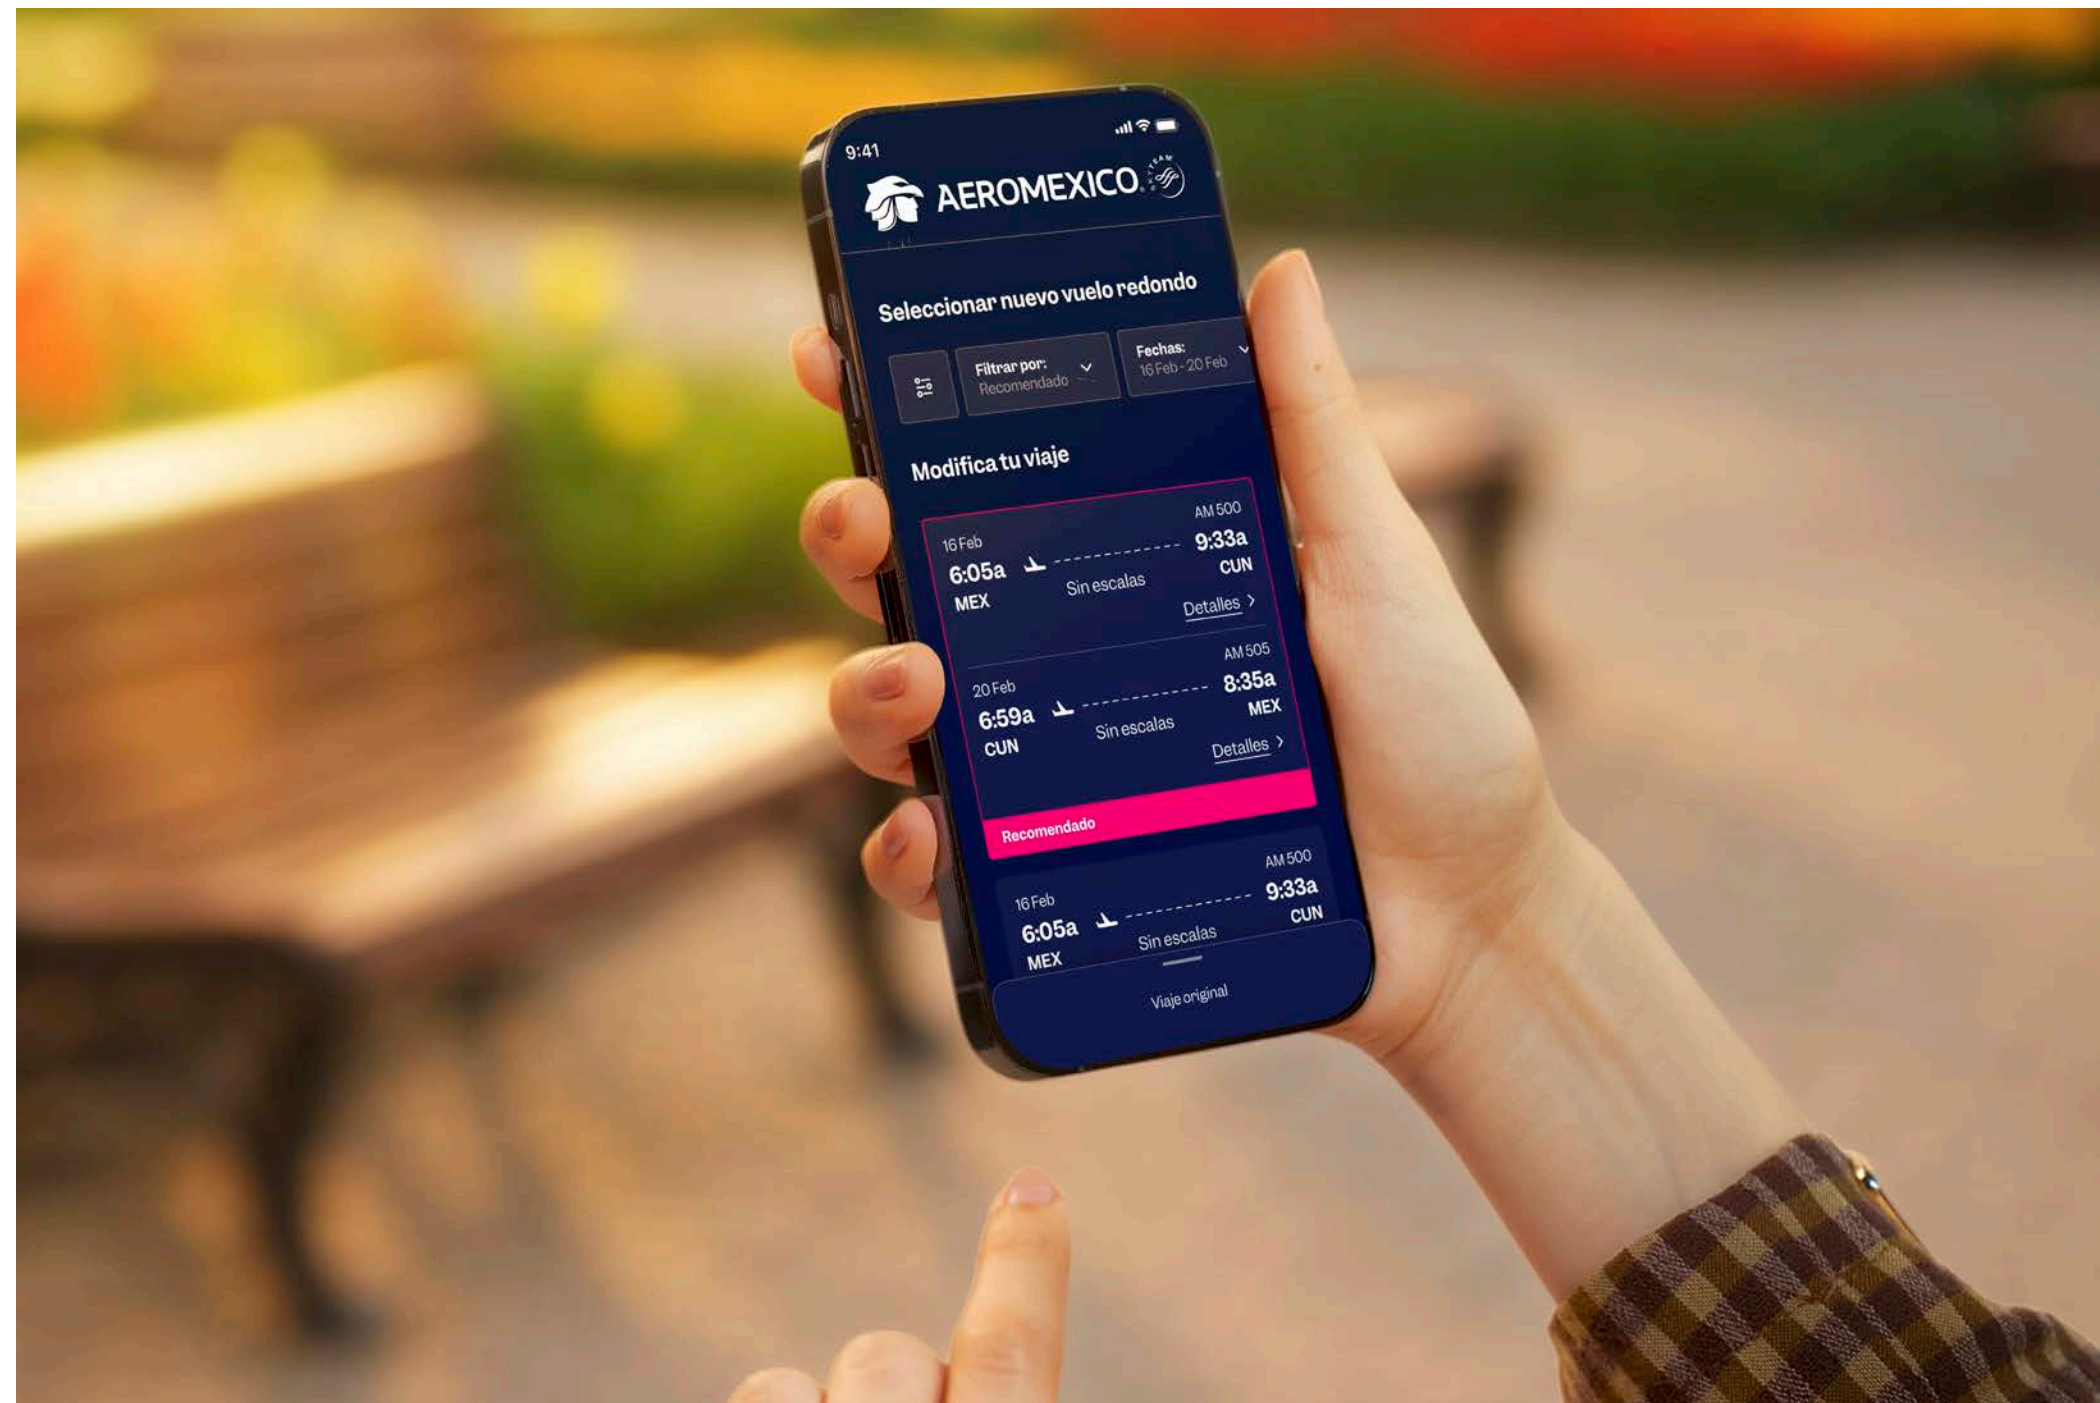 9:41
AEROMEXICO.
SKYTEAM
Seleccionar nuevo vuelo redondo
Filtrar por:
Recomendado
Fechas:
16 Feb - 20 Feb
Modifica tu viaje
16 Feb
AM 500
6:05a
9:33a
MEX
Sin escalas
CUN
Detalles >
20 Feb
AM 505
6:59a
8:35a
CUN
Sin escalas
MEX
Detalles >
Recomendado
16 Feb
AM 500
6:05a
9:33a
MEX
Sin escalas
CUN
Viaje original